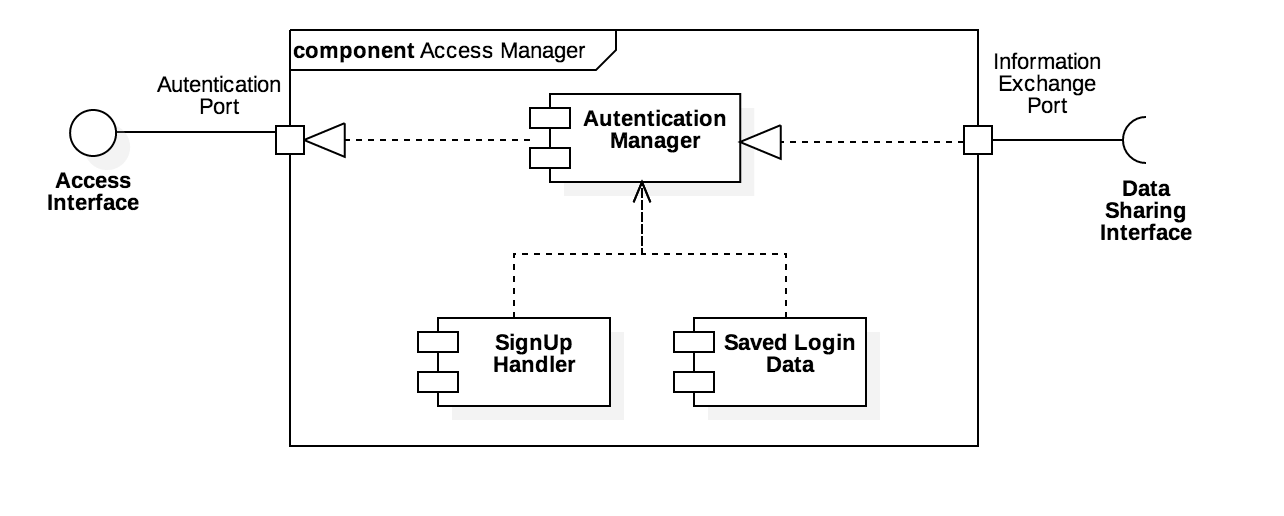 component Access Manager
Autentication
Port
Information
Exchange
Port
Autentication
Manager
Access
Interface
Data
Sharing
Interface
SignUp
Handler
Saved Login
Data